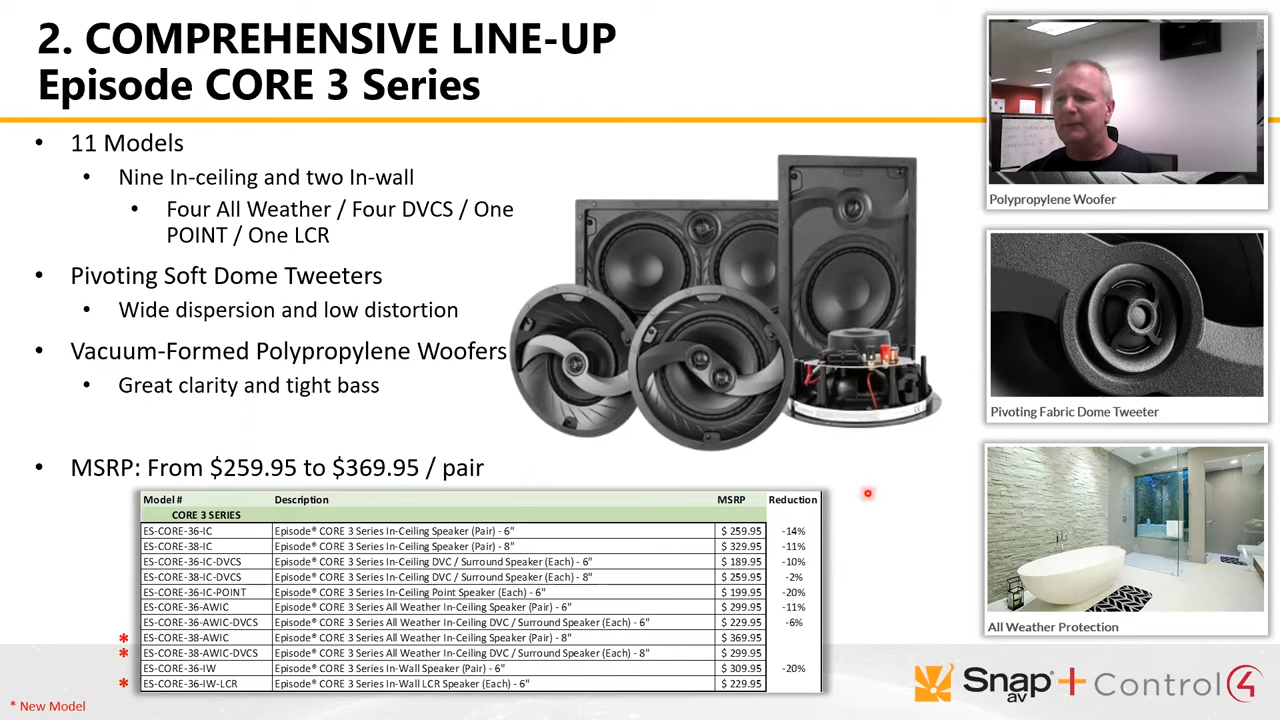 2. COMPREHENSIVE LINE-UP
Episode CORE 3 Series
• 11 Models
• Nine In-ceiling and two In-wall
• Four All Weather / Four DVCS / One
POINT / One LCR
• Pivoting Soft Dome Tweeters
• Wide dispersion and low distortion
• Vacuum-Formed Polypropylene Woofers
• Great clarity and tight bass
• MSRP: From $259.95 to $369.95 / pair
Model # Description MSRP Reduction
CORE 3 SERIES
ES-CORE-36-IC Episode® CORE 3 Series In-Ceiling Speaker (Pair) - 6" $ 259.95 -14%
ES-CORE-38-IC Episode® CORE 3 Series In-Ceiling Speaker (Pair) - 8" $ 329.95 -11%
ES-CORE-36-IC-DVCS Episode® CORE 3 Series In-Ceiling DVC / Surround Speaker (Each) - 6" $ 189.95 -10%
ES-CORE-38-IC-DVCS Episode® CORE 3 Series In-Ceiling DVC / Surround Speaker (Each) - 8" $ 259.95 -2%
ES-CORE-36-IC-POINT Episode® CORE 3 Series In-Ceiling Point Speaker (Each) - 6" $ 199.95 -20%
ES-CORE-36-AWIC Episode® CORE 3 Series All Weather In-Ceiling Speaker (Pair) - 6" $ 299.95 -11%
ES-CORE-36-AWIC-DVCS Episode® CORE 3 Series All Weather In-Ceiling DVC / Surround Speaker (Each) - 6" $ 229.95 -6%
* ES-CORE-38-AWIC Episode® CORE 3 Series All Weather In-Ceiling Speaker (Pair) - 8" $ 369.95
* ES-CORE-38-AWIC-DVCS Episode® CORE 3 Series All Weather In-Ceiling DVC / Surround Speaker (Each) - 8" $ 299.95
ES-CORE-36-IW Episode® CORE 3 Series In-Wall Speaker (Pair) - 6" $ 309.95 -20%
* ES-CORE-36-IW-LCR Episode® CORE 3 Series In-Wall LCR Speaker (Each) - 6" $ 229.95
* New Model
Polypropylene Woofer
Pivoting Fabric Dome Tweeter
All Weather Protection
Snap av + Control4